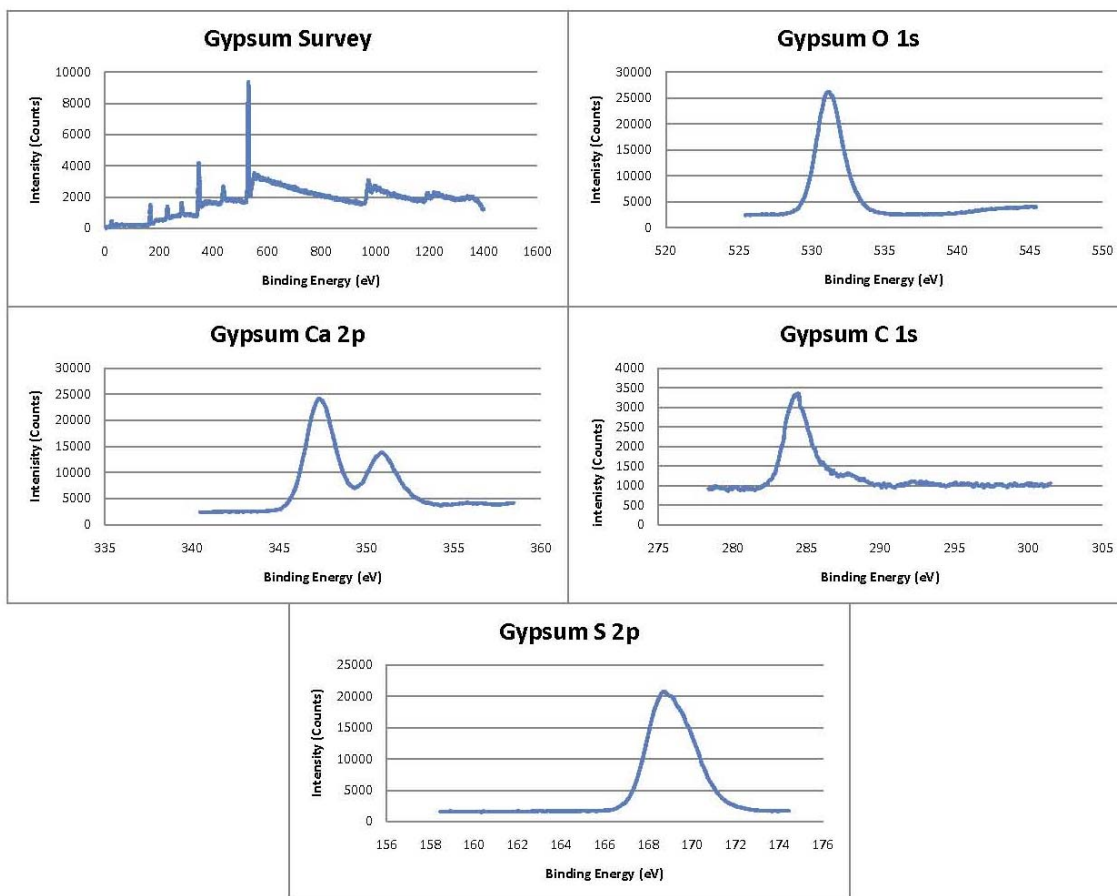 Gypsum Survey
Intensity (Counts)
10000
8000
6000
4000
2000
0
0 200 400 600 800 1000 1200 1400 1600
Binding Energy (eV)
Gypsum O 1s
Intenisty (Counts)
30000
25000
20000
15000
10000
5000
0
520 525 530 535 540 545 550
Binding Energy (eV)
Gypsum Ca 2p
Intenisity (Counts)
30000
25000
20000
15000
10000
5000
0
335 340 345 350 355 360
Binding Energy (eV)
Gypsum C 1s
intenisty (Counts)
4000
3500
3000
2500
2000
1500
1000
500
0
275 280 285 290 295 300 305
Binding Energy (eV)
Gypsum S 2p
Intensity (Counts)
25000
20000
15000
10000
5000
0
156 158 160 162 164 166 168 170 172 174 176
Binding Energy (eV)